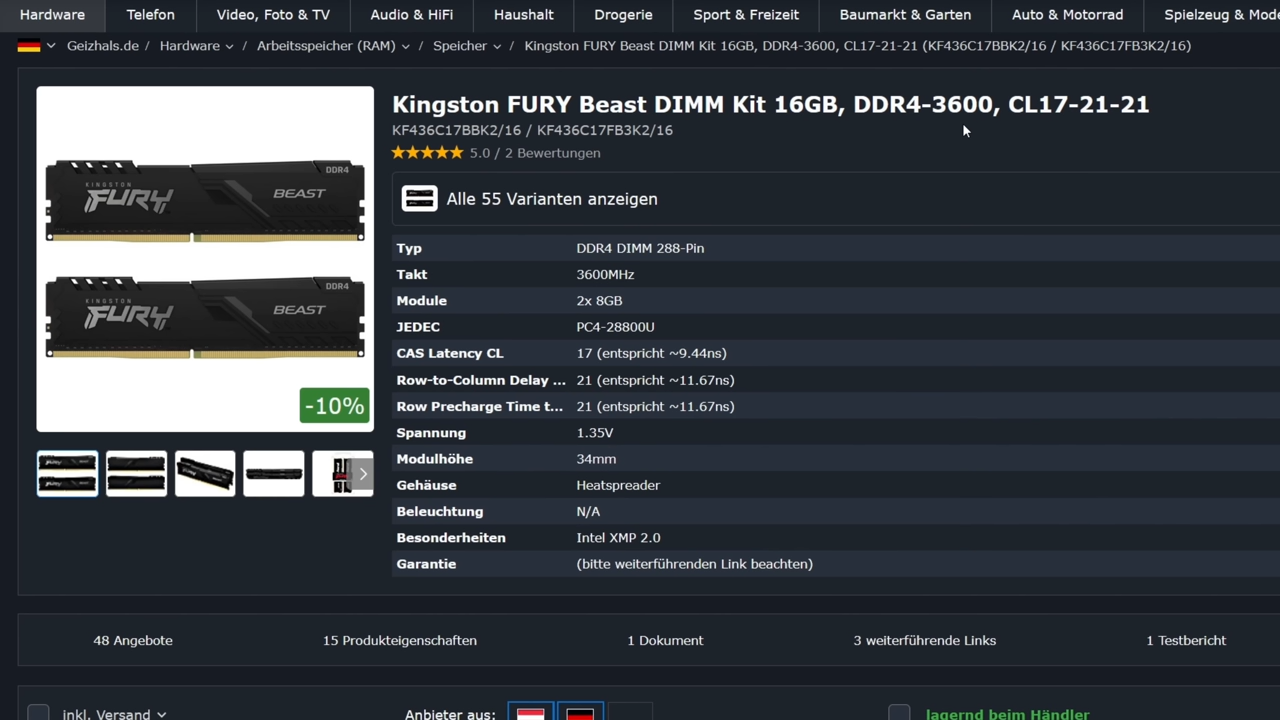 Hardware Telefon Video, Foto & TV Audio & HiFi Haushalt Drogerie Sport & Freizeit Baumarkt & Garten Auto & Motorrad Spielzeug & Mode
Geizhals.de / Hardware / Arbeitsspeicher (RAM) / Speicher / Kingston FURY Beast DIMM Kit 16GB, DDR4-3600, CL17-21-21 (KF436C17BBK2/16 / KF436C17FB3K2/16)
Kingston FURY Beast DIMM Kit 16GB, DDR4-3600, CL17-21-21
KF436C17BBK2/16 / KF436C17FB3K2/16
5.0 / 2 Bewertungen
Alle 55 Varianten anzeigen
DDR4
KINGSTON
FURY BEAST
DDR4
KINGSTON
FURY BEAST
-10%
Typ DDR4 DIMM 288-Pin
Takt 3600MHz
Module 2x 8GB
JEDEC PC4-28800U
CAS Latency CL 17 (entspricht ~9.44ns)
Row-to-Column Delay ... 21 (entspricht ~11.67ns)
Row Precharge Time t... 21 (entspricht ~11.67ns)
Spannung 1.35V
Modulhöhe 34mm
Gehäuse Heatspreader
Beleuchtung N/A
Besonderheiten Intel XMP 2.0
Garantie (bitte weiterführenden Link beachten)
48 Angebote 15 Produkteigenschaften 1 Dokument 3 weiterführende Links 1 Testbericht
inkl. Versand Anbieter aus: lagernd beim Händler